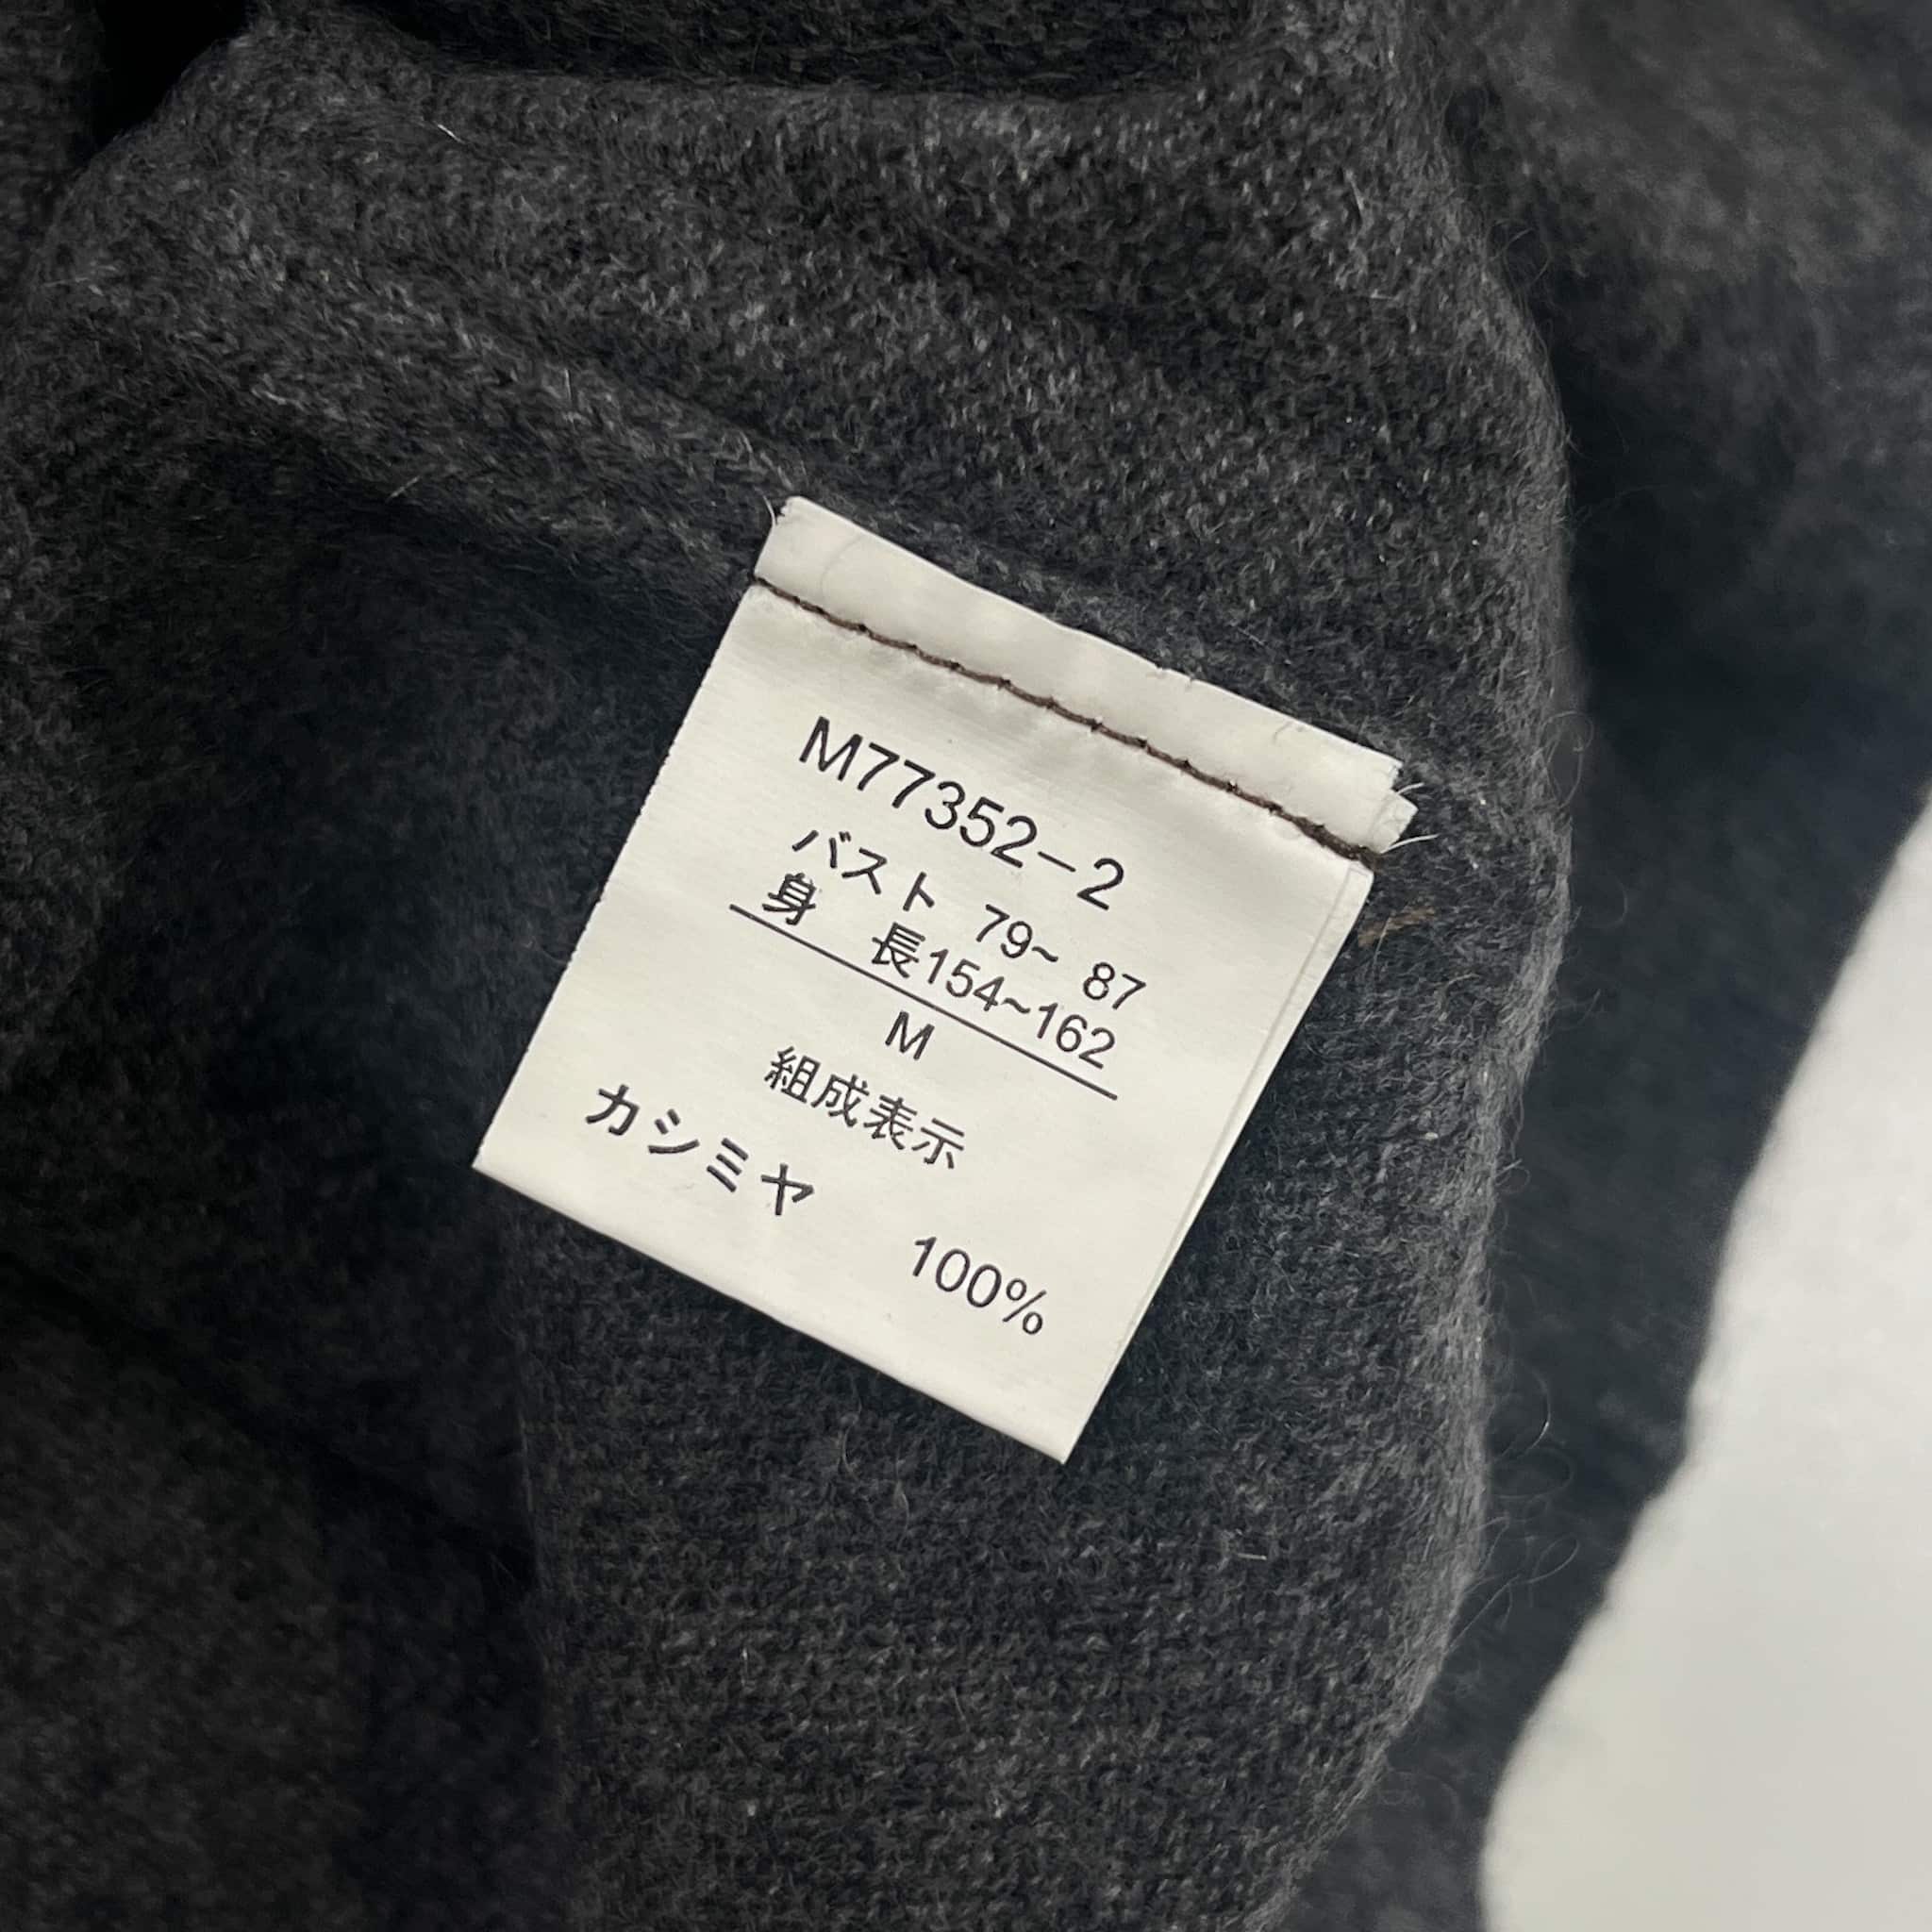 M77352-2
バスト 79~ 87
身 長154~162
M
組成表示
カシミヤ 100%